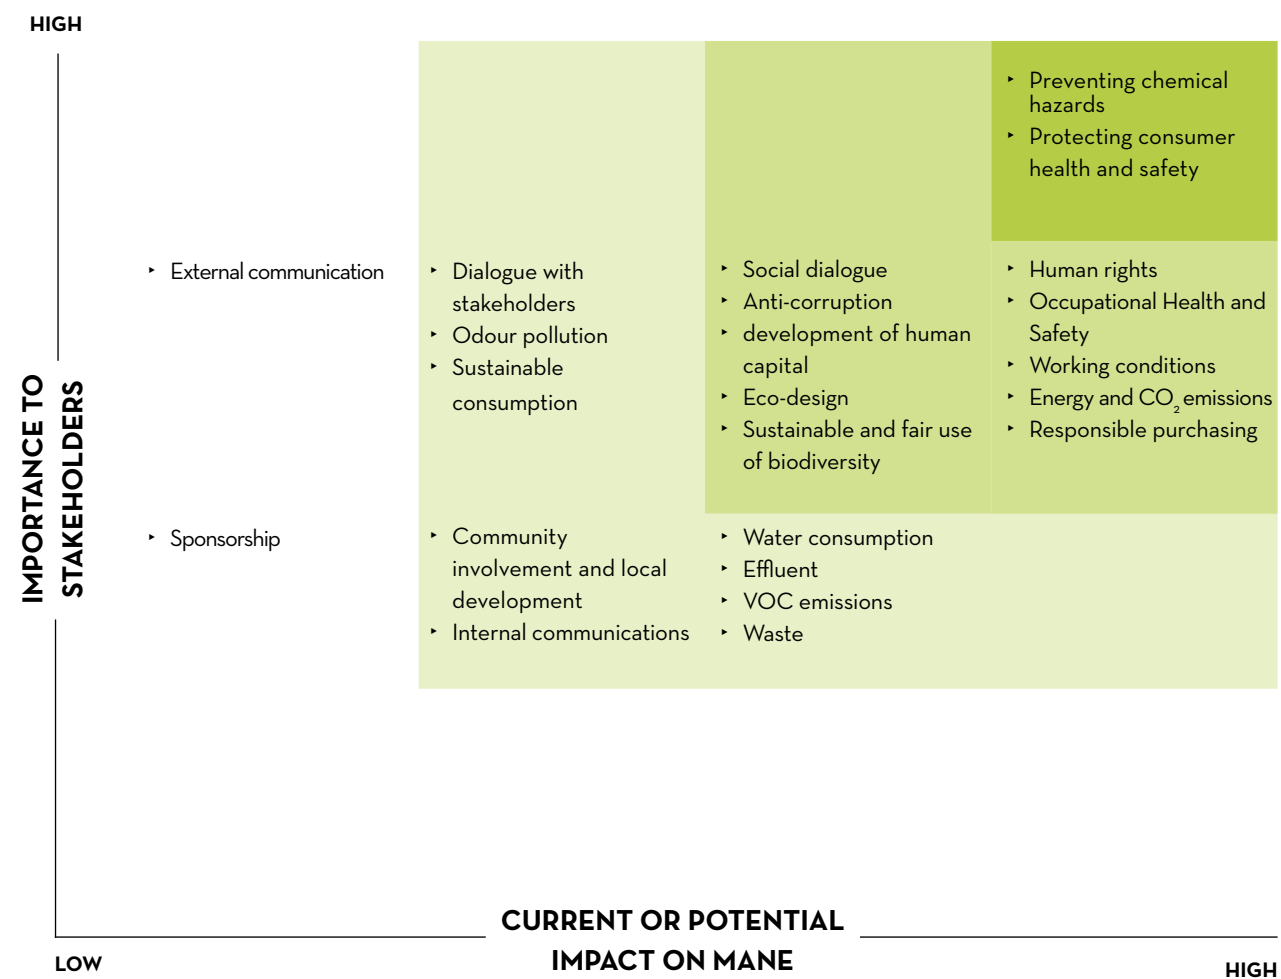 HIGH
‣ Preventing chemical
hazards
‣ Protecting consumer
health and safety
‣ External communication
‣ Dialogue with
stakeholders
‣ Odour pollution
‣ Sustainable
consumption
‣ Social dialogue
‣ Anti-corruption
‣ development of human
capital
‣ Eco-design
‣ Sustainable and fair use
of biodiversity
‣ Human rights
‣ Occupational Health and
Safety
‣ Working conditions
‣ Energy and CO₂ emissions
‣ Responsible purchasing
IMPORTANCE TO
STAKEHOLDERS
‣ Sponsorship
‣ Community
involvement and local
development
‣ Internal communications
‣ Water consumption
‣ Effluent
‣ VOC emissions
‣ Waste
CURRENT OR POTENTIAL
IMPACT ON MANE
LOW
HIGH